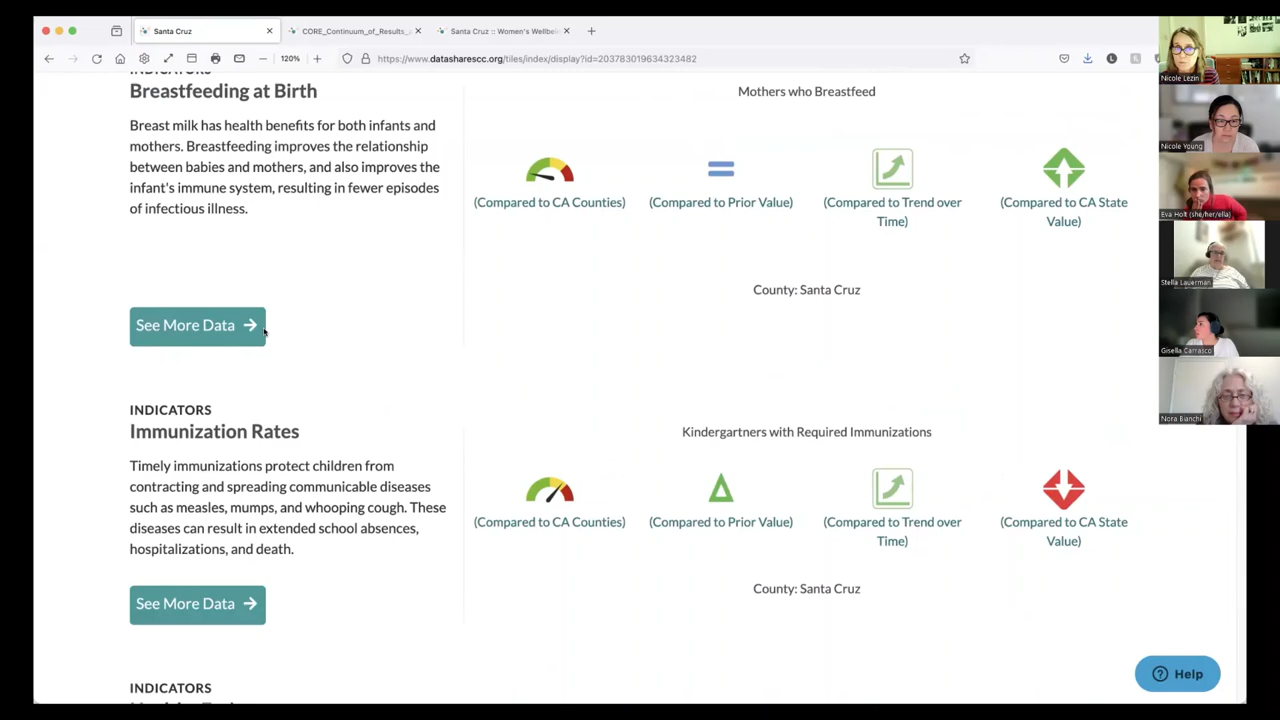 Santa Cruz
CORE_Continuum_of_Results_
Santa Cruz :: Women's Wellbei
120%
https://www.datasharescc.org/tiles/index/display?id=203783019634323482
INDICATORS
Breastfeeding at Birth
Breast milk has health benefits for both infants and
mothers. Breastfeeding improves the relationship
between babies and mothers, and also improves the
infant's immune system, resulting in fewer episodes
of infectious illness.
See More Data
Mothers who Breastfeed
(Compared to CA Counties)
(Compared to Prior Value)
(Compared to Trend over
Time)
(Compared to CA State
Value)
County: Santa Cruz
INDICATORS
Immunization Rates
Timely immunizations protect children from
contracting and spreading communicable diseases
such as measles, mumps, and whooping cough. These
diseases can result in extended school absences,
hospitalizations, and death.
See More Data
Kindergartners with Required Immunizations
(Compared to CA Counties)
(Compared to Prior Value)
(Compared to Trend over
Time)
(Compared to CA State
Value)
County: Santa Cruz
INDICATORS
Help
Nicole Lezin
Nicole Young
Eva Holt (she/her/ella)
Stella Lauerman
Gisella Carrasco
Nora Bianchi